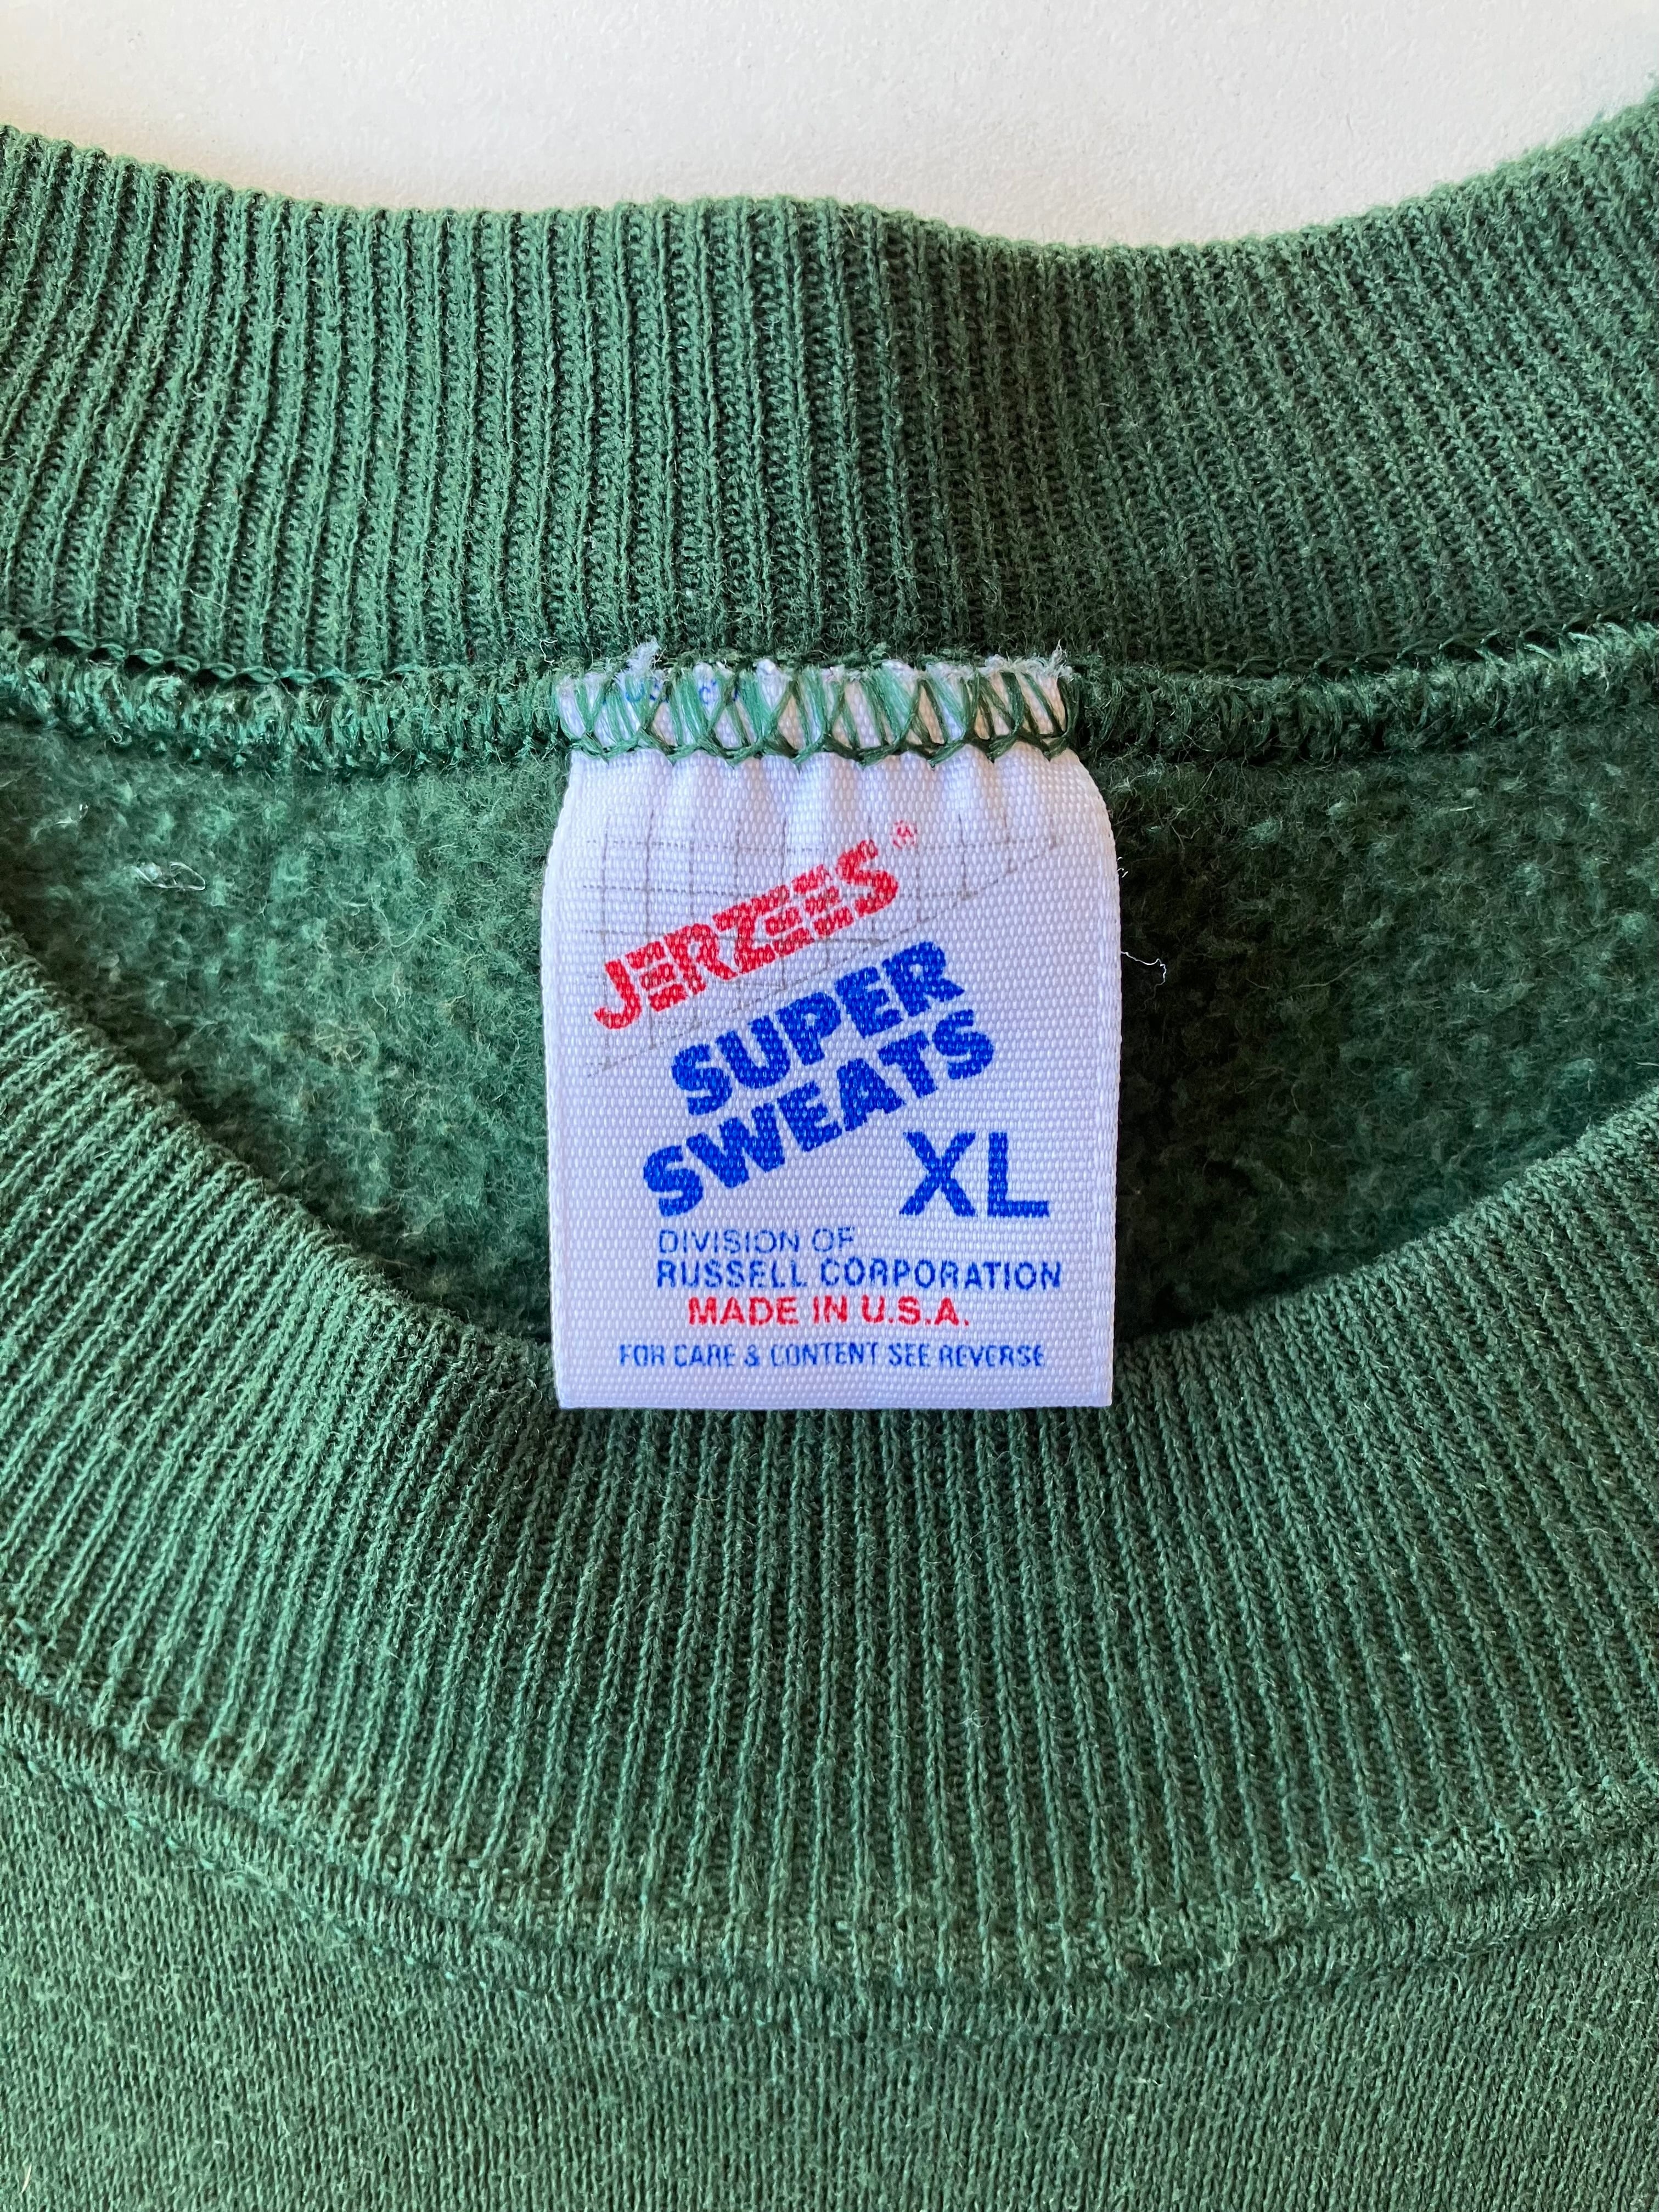 JERZEES®
SUPER
SWEATS
XL
DIVISION OF
RUSSELL CORPORATION
MADE IN U.S.A.
FOR CARE & CONTENT SEE REVERSE